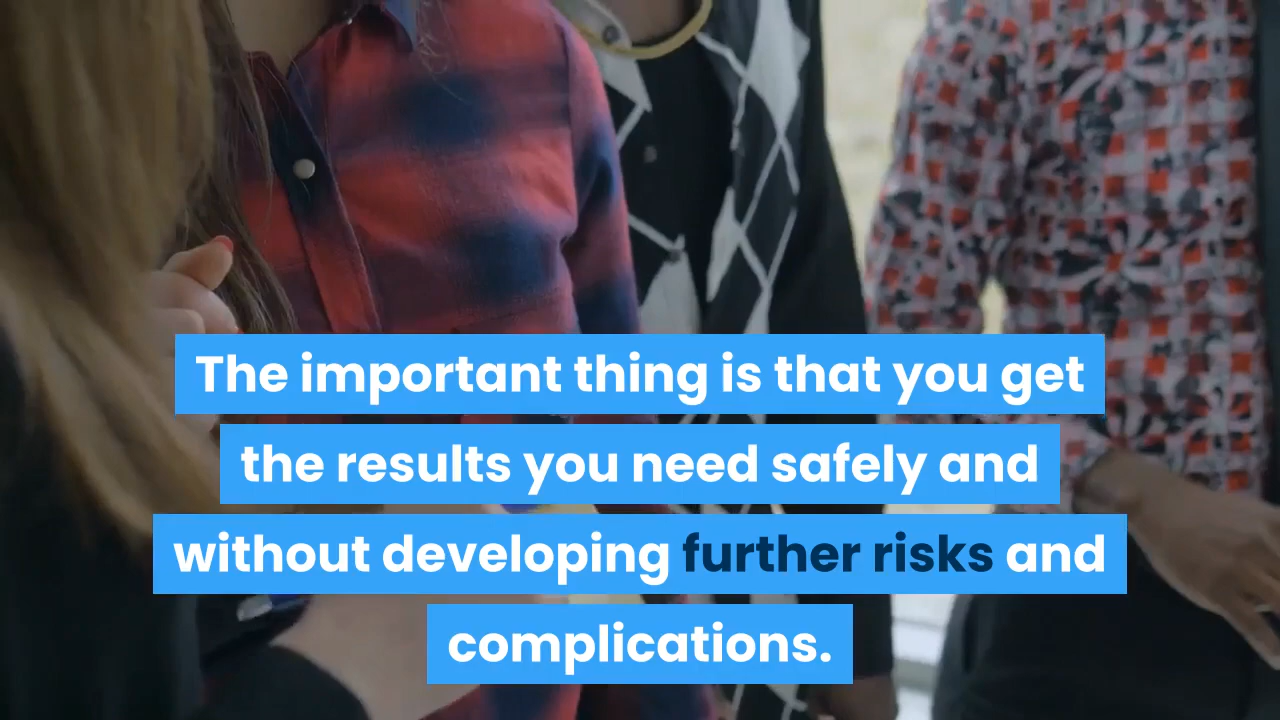 The important thing is that you get
the results you need safely and
without developing further risks and
complications.